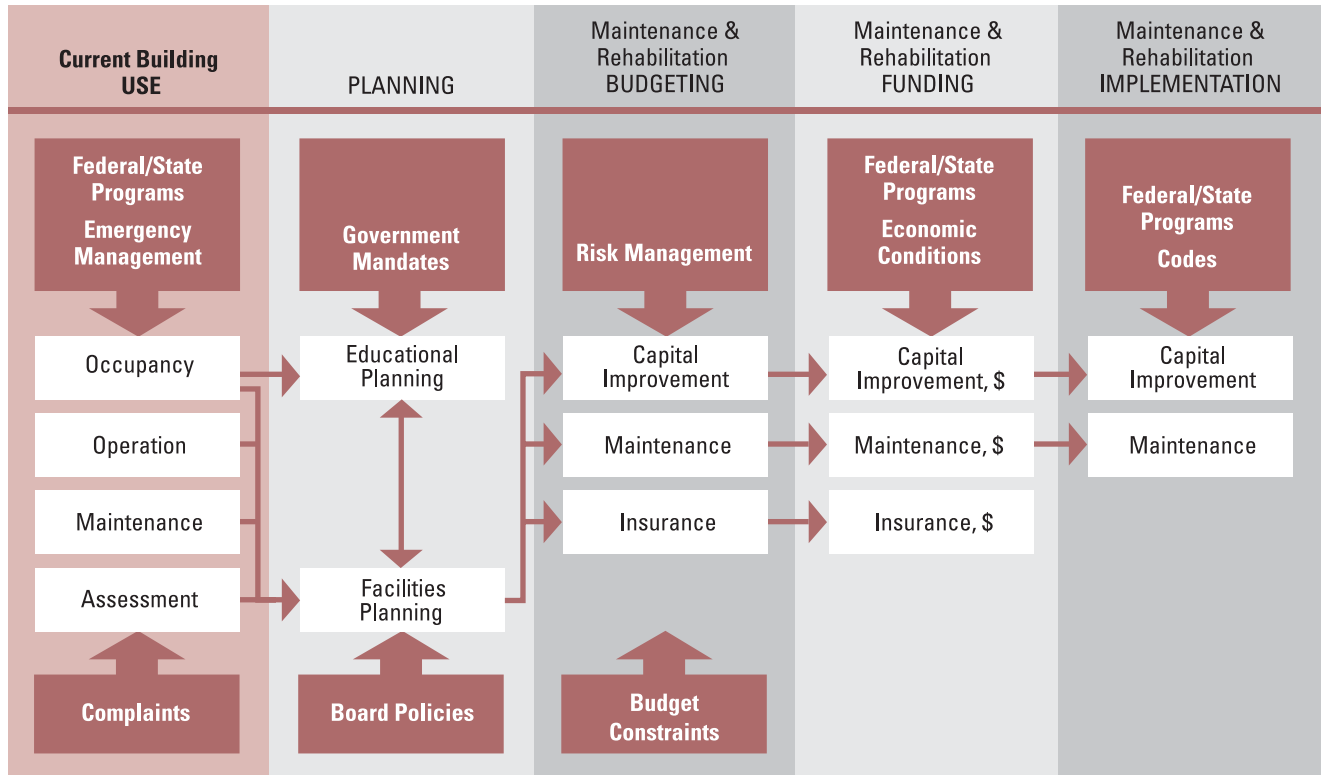 Current Building
USE
PLANNING
Maintenance &
Rehabilitation
BUDGETING
Maintenance &
Rehabilitation
FUNDING
Maintenance &
Rehabilitation
IMPLEMENTATION
Federal/State
Programs
Emergency
Management
Government
Mandates
Risk Management
Federal/State
Programs
Economic
Conditions
Federal/State
Programs
Codes
Occupancy
Educational
Planning
Capital
Improvement
Capital
Improvement, $
Capital
Improvement
Operation
Maintenance
Maintenance, $
Maintenance
Maintenance
Insurance
Insurance, $
Assessment
Facilities
Planning
Complaints
Board Policies
Budget
Constraints